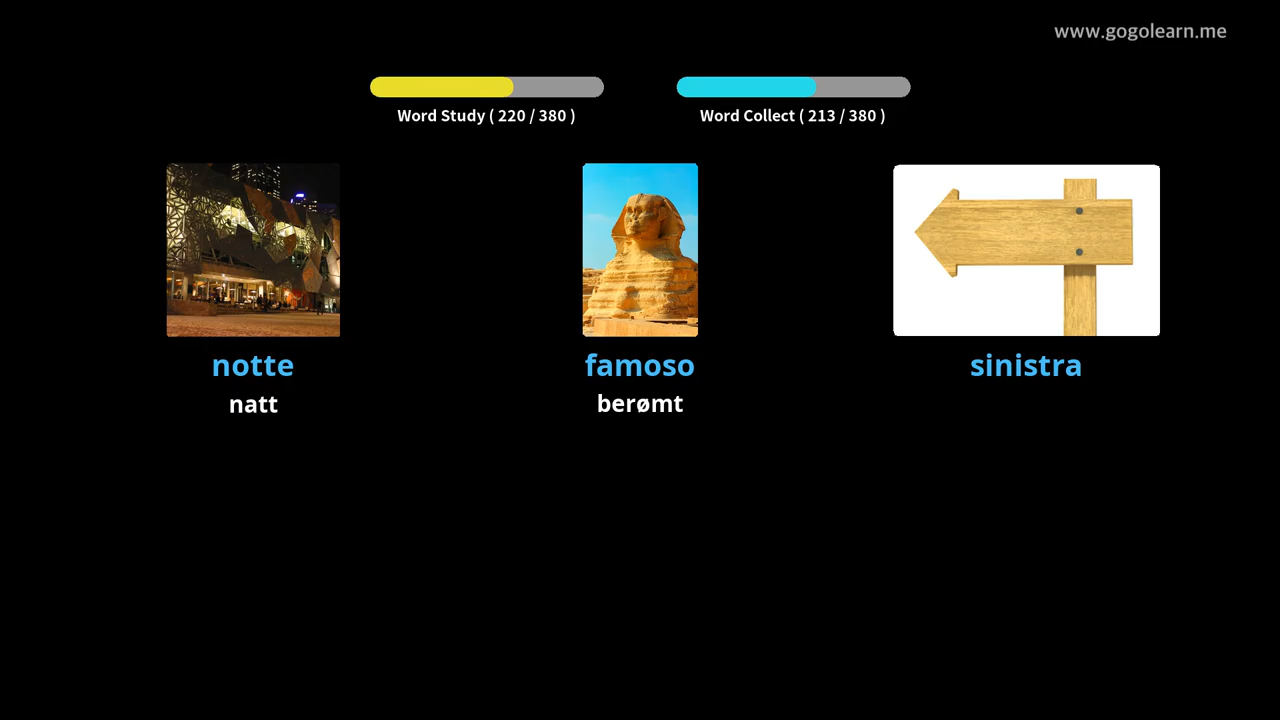 www.gogolearn.me
Word Study ( 220 / 380 )
Word Collect ( 213 / 380 )
notte
famoso
sinistra
natt
berømt